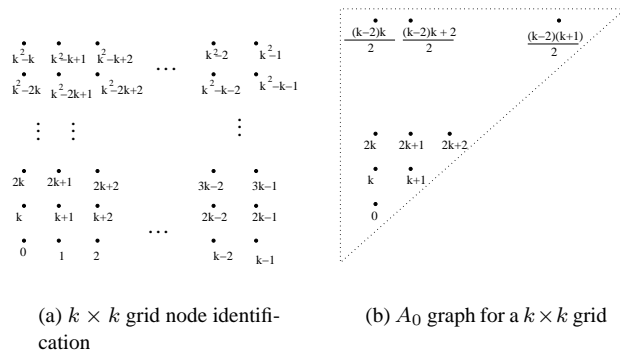 k²-k k²-k+1 k²-k+2 ... k²-2 k²-1
k²-2k k²-2k+1 k²-2k+2 k²-k-2 k²-k-1
2k 2k+1 2k+2 3k-2 3k-1
k k+1 k+2 2k-2 2k-1
0 1 2 ... k-2 k-1
(a) k × k grid node identifi-
cation
(k-2)k/2 (k-2)k+2/2 (k-2)(k+1)/2
2k 2k+1 2k+2
k k+1
0
(b) A₀ graph for a k×k grid